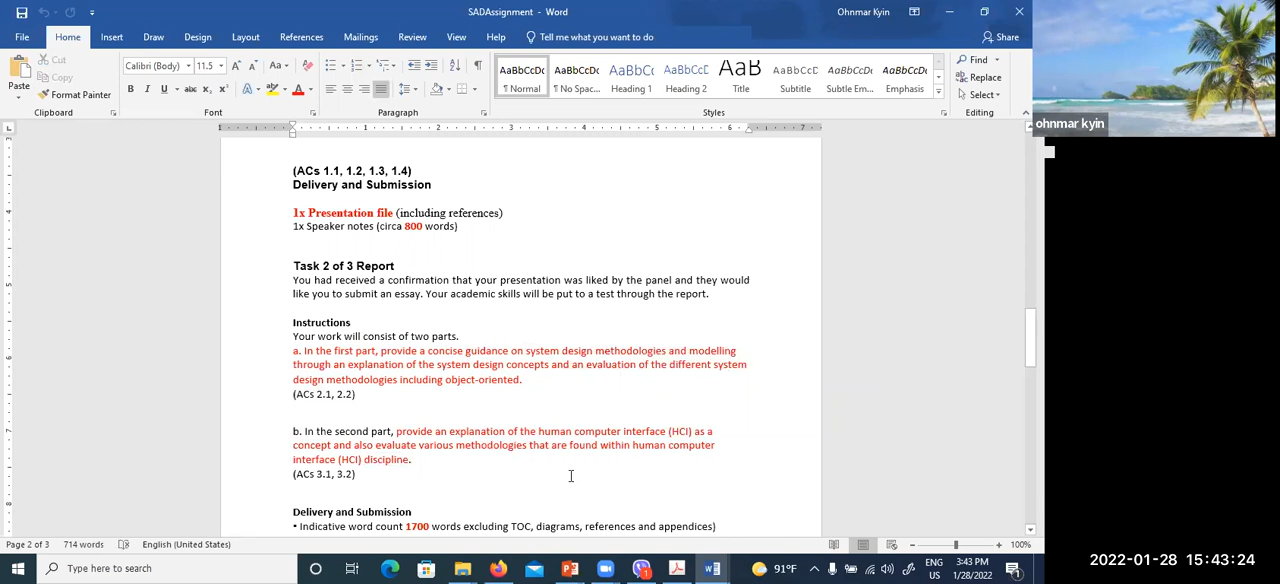 SADAssignment - Word
Ohnmar Kyin
File Home Insert Draw Design Layout References Mailings Review View Help Tell me what you want to do Share
Paste
Cut
Copy
Format Painter
Clipboard
Calibri (Body) 11.5
Font
Paragraph
AaBbCcDc AaBbCcDc AaBbCc AaBbCcD AaB AaBbCcD AaBbCcDc AaBbCcDc
¶ Normal ¶ No Spac... Heading 1 Heading 2 Title Subtitle Subtle Em... Emphasis
Styles
Find
Replace
Select
Editing
ohnmar kyin
(ACs 1.1, 1.2, 1.3, 1.4)
Delivery and Submission
1x Presentation file (including references)
1x Speaker notes (circa 800 words)
Task 2 of 3 Report
You had received a confirmation that your presentation was liked by the panel and they would
like you to submit an essay. Your academic skills will be put to a test through the report.
Instructions
Your work will consist of two parts.
a. In the first part, provide a concise guidance on system design methodologies and modelling
through an explanation of the system design concepts and an evaluation of the different system
design methodologies including object-oriented.
(ACs 2.1, 2.2)
b. In the second part, provide an explanation of the human computer interface (HCI) as a
concept and also evaluate various methodologies that are found within human computer
interface (HCI) discipline.
(ACs 3.1, 3.2)
Delivery and Submission
• Indicative word count 1700 words excluding TOC, diagrams, references and appendices)
Page 2 of 3 714 words English (United States) 100%
Type here to search
91°F
ENG
US
3:43 PM
1/28/2022
2022-01-28 15:43:24